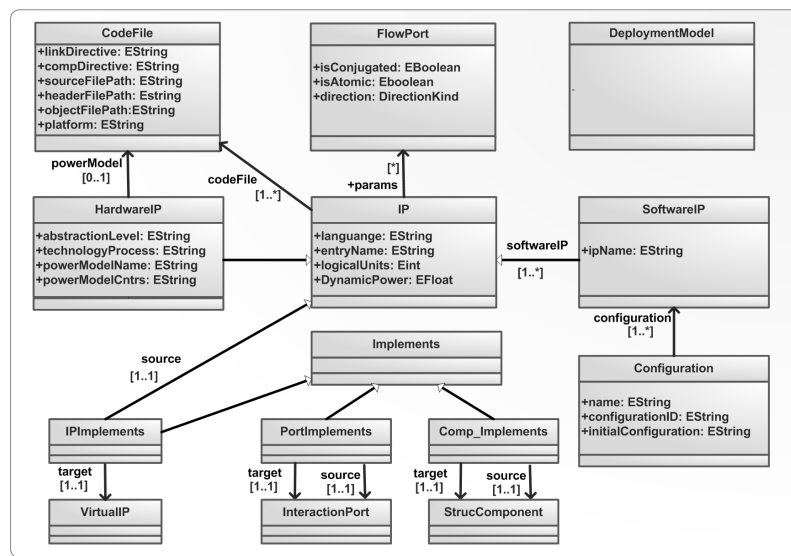 CodeFile
+linkDirective: EString
+compDirective: EString
+sourceFilePath: EString
+headerFilePath: Estring
+objectFilePath:EString
+platform: EString
FlowPort
+isConjugated: EBoolean
+isAtomic: Eboolean
+direction: DirectionKind
DeploymentModel
-
powerModel
[0..1]
codeFile
[1..*]
[*]
+params
HardwareIP
+abstractionLevel: EString
+technologyProcess: EString
+powerModelName: EString
+powerModelCntrs: EString
IP
+languange: EString
+entryName: EString
+logicalUnits: Eint
+DynamicPower: EFloat
softwareIP
[1..*]
SoftwareIP
+ipName: EString
configuration
[1..*]
source
[1..1]
Implements
Configuration
+name: EString
+configurationID: EString
+initialConfiguration: EString
IPImplements
PortImplements
Comp_Implements
target
[1..1]
target
[1..1]
source
[1..1]
target
[1..1]
source
[1..1]
VirtualIP
InteractionPort
StrucComponent